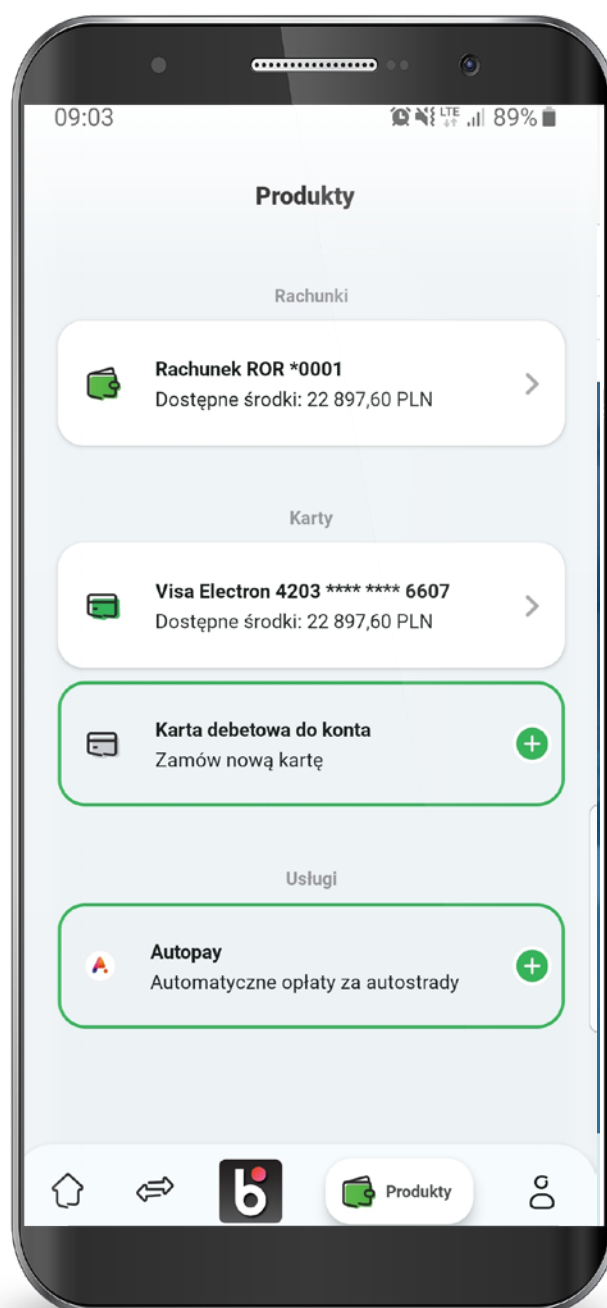 09:03
LTE
89%
Produkty
Rachunki
Rachunek ROR *0001
Dostępne środki: 22 897,60 PLN
Karty
Visa Electron 4203 **** **** 6607
Dostępne środki: 22 897,60 PLN
Karta debetowa do konta
Zamów nową kartę
Usługi
Autopay
Automatyczne opłaty za autostrady
Produkty